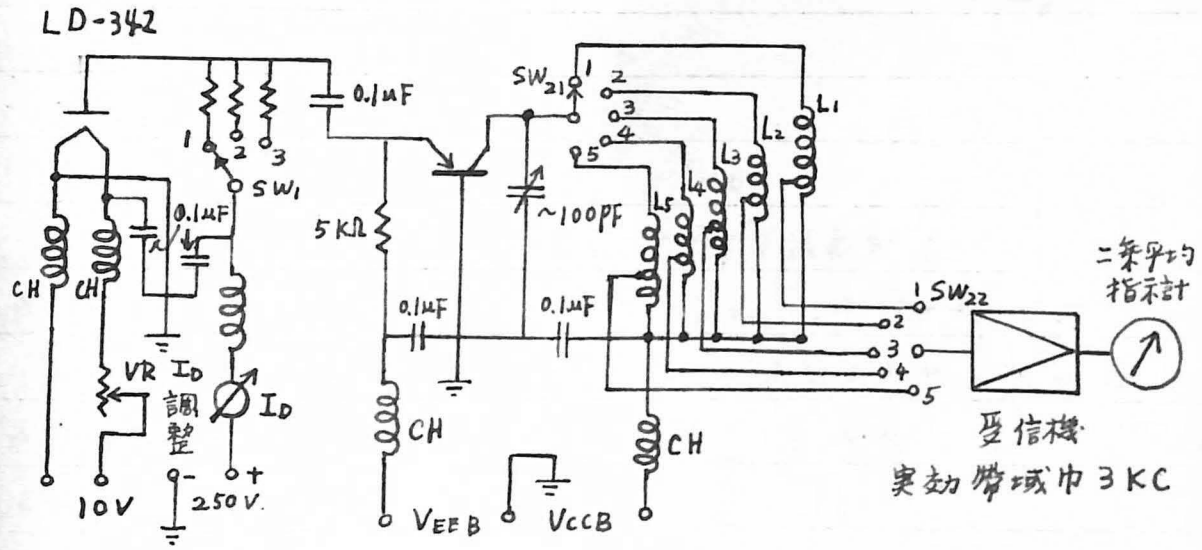 LD-342
0.1μF
SW21
1
2
3
4
5
L1
L2
L3
L4
L5
1
2
3
SW1
0.1μF
5KΩ
~100PF
CH
CH
0.1μF
0.1μF
二乗平均
指示計
1
SW22
2
3
4
5
VR
ID
調整
ID
CH
CH
受信機
実効帯域巾 3KC
10V
-
+
250V.
VEEB
VCCB